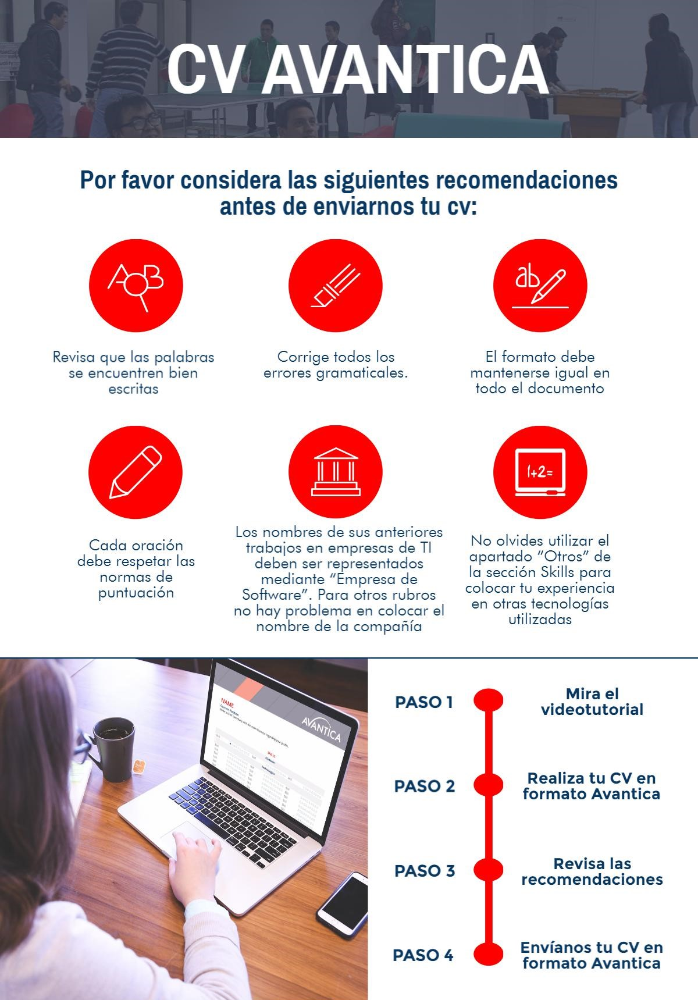 CV AVANTICA
Por favor considera las siguientes recomendaciones
antes de enviarnos tu cv:
Revisa que las palabras
se encuentren bien
escritas
Corrige todos los
errores gramaticales.
El formato debe
mantenerse igual en
todo el documento
Cada oración
debe respetar las
normas de
puntuación
Los nombres de sus anteriores
trabajos en empresas de TI
deben ser representados
mediante “Empresa de
Software”. Para otros rubros
no hay problema en colocar el
nombre de la compañía
1+2=
No olvides utilizar el
apartado “Otros” de
la sección Skills para
colocar tu experiencia
en otras tecnologías
utilizadas
NAME
Current Position
AVANTICA
SKILLS
Platforms
Technologies
PASO 1
Mira el
videotutorial
PASO 2
Realiza tu CV en
formato Avantica
PASO 3
Revisa las
recomendaciones
PASO 4
Envíanos tu CV en
formato Avantica